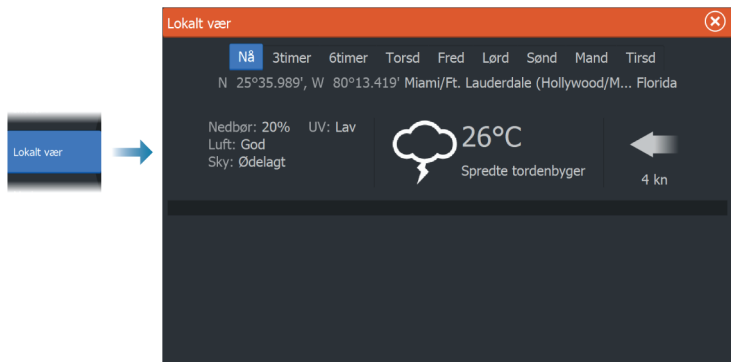 Lokalt vær
Nå 3timer 6timer Torsd Fred Lørd Sønd Mand Tirsd
N 25°35.989', W 80°13.419' Miami/Ft. Lauderdale (Hollywood/M... Florida
Nedbør: 20% UV: Lav
Luft: God
Sky: Ødelagt
26°C
Spredte tordenbyger
4 kn
Lokalt vær